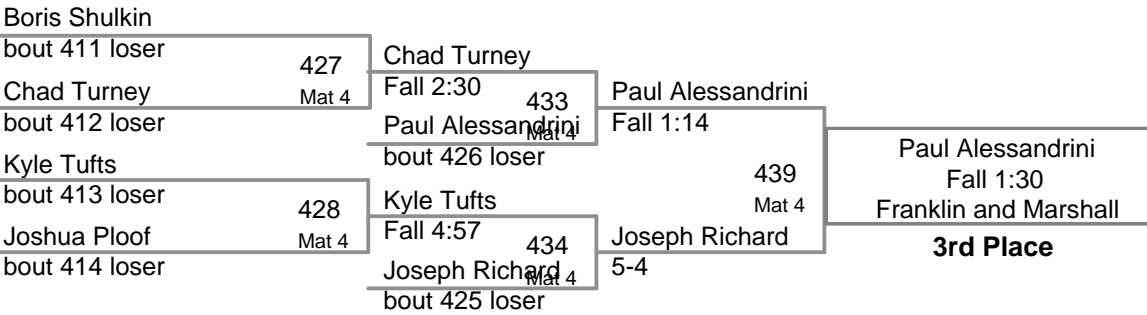 Boris Shulkin
bout 411 loser
427
Mat 4
Chad Turney
bout 412 loser
Kyle Tufts
bout 413 loser
428
Mat 4
Joshua Ploof
bout 414 loser
Chad Turney
Fall 2:30
433
Mat 4
Paul Alessandrini
bout 426 loser
Kyle Tufts
Fall 4:57
434
Mat 4
Joseph Richard
bout 425 loser
Paul Alessandrini
Fall 1:14
439
Mat 4
Joseph Richard
5-4
Paul Alessandrini
Fall 1:30
Franklin and Marshall
3rd Place